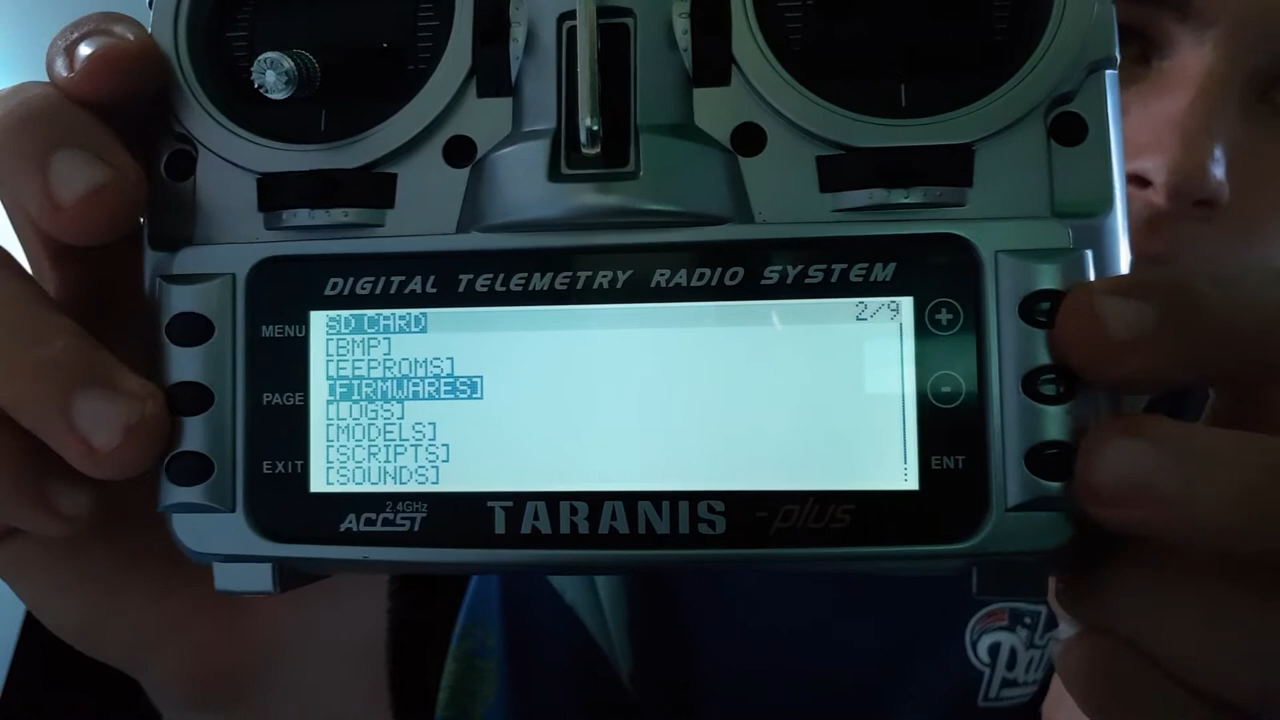 DIGITAL TELEMETRY RADIO SYSTEM
SD CARD 2/9
[BMP]
[EEPROMS]
[FIRMWARES]
[LOGS]
[MODELS]
[SCRIPTS]
[SOUNDS]
MENU
PAGE
EXIT
+
-
ENT
2.4GHz
ACCST
TARANIS -plus